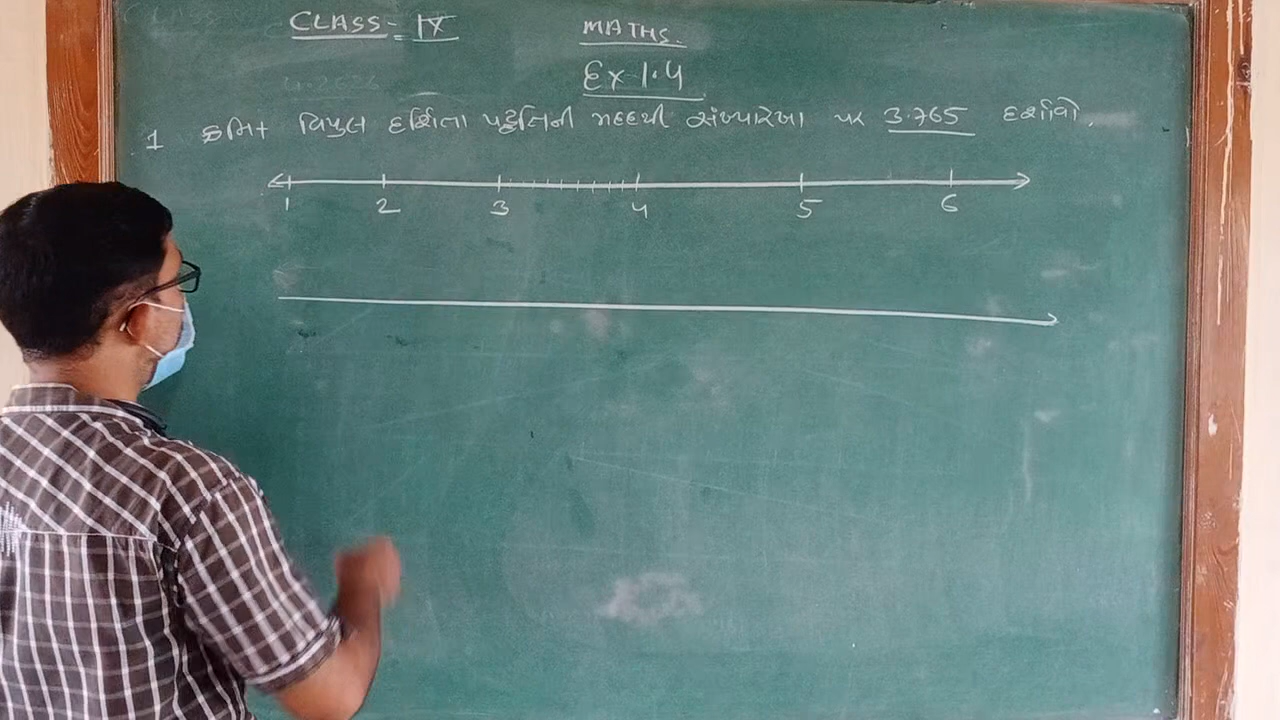 CLASS - IX
MATHS.
Ex 1.4
1 ક્રમિક વિપુલ દર્શિતા પદ્ધતિની મદદથી સંખ્યારેખા પર 3.765 દર્શાવો.
1 2 3 4 5 6